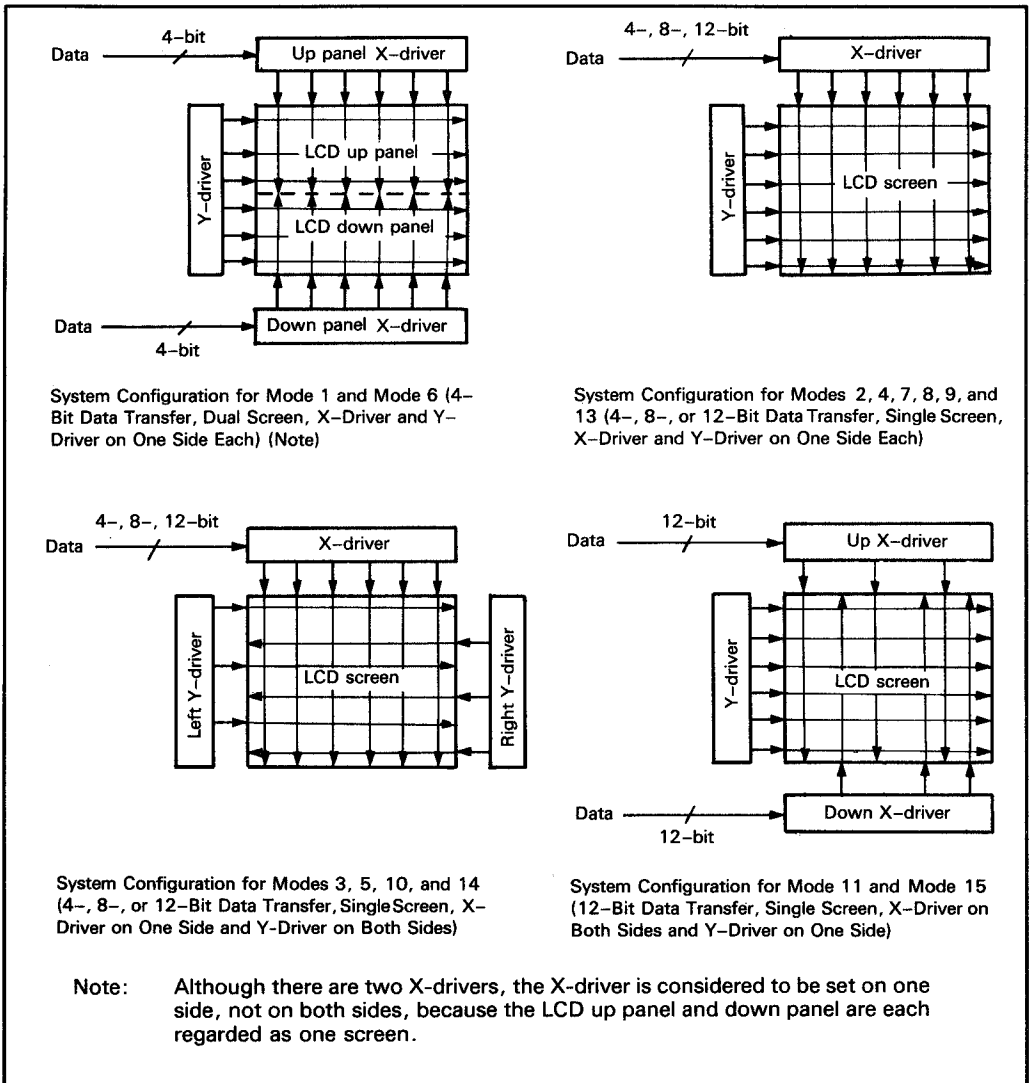 4–bit
Data
Up panel X–driver
Y–driver
LCD up panel
LCD down panel
Data
Down panel X–driver
4–bit
System Configuration for Mode 1 and Mode 6 (4–
Bit Data Transfer, Dual Screen, X–Driver and Y–
Driver on One Side Each) (Note)
4–, 8–, 12–bit
Data
X–driver
Y–driver
LCD screen
System Configuration for Modes 2, 4, 7, 8, 9, and
13 (4–, 8–, or 12–Bit Data Transfer, Single Screen,
X–Driver and Y–Driver on One Side Each)
4–, 8–, 12–bit
Data
X–driver
Left Y–driver
LCD screen
Right Y–driver
System Configuration for Modes 3, 5, 10, and 14
(4–, 8–, or 12–Bit Data Transfer, Single Screen, X–
Driver on One Side and Y-Driver on Both Sides)
12–bit
Data
Up X–driver
Y–driver
LCD screen
Data
Down X–driver
12–bit
System Configuration for Mode 11 and Mode 15
(12–Bit Data Transfer, Single Screen, X–Driver on
Both Sides and Y–Driver on One Side)
Note: Although there are two X-drivers, the X-driver is considered to be set on one
side, not on both sides, because the LCD up panel and down panel are each
regarded as one screen.